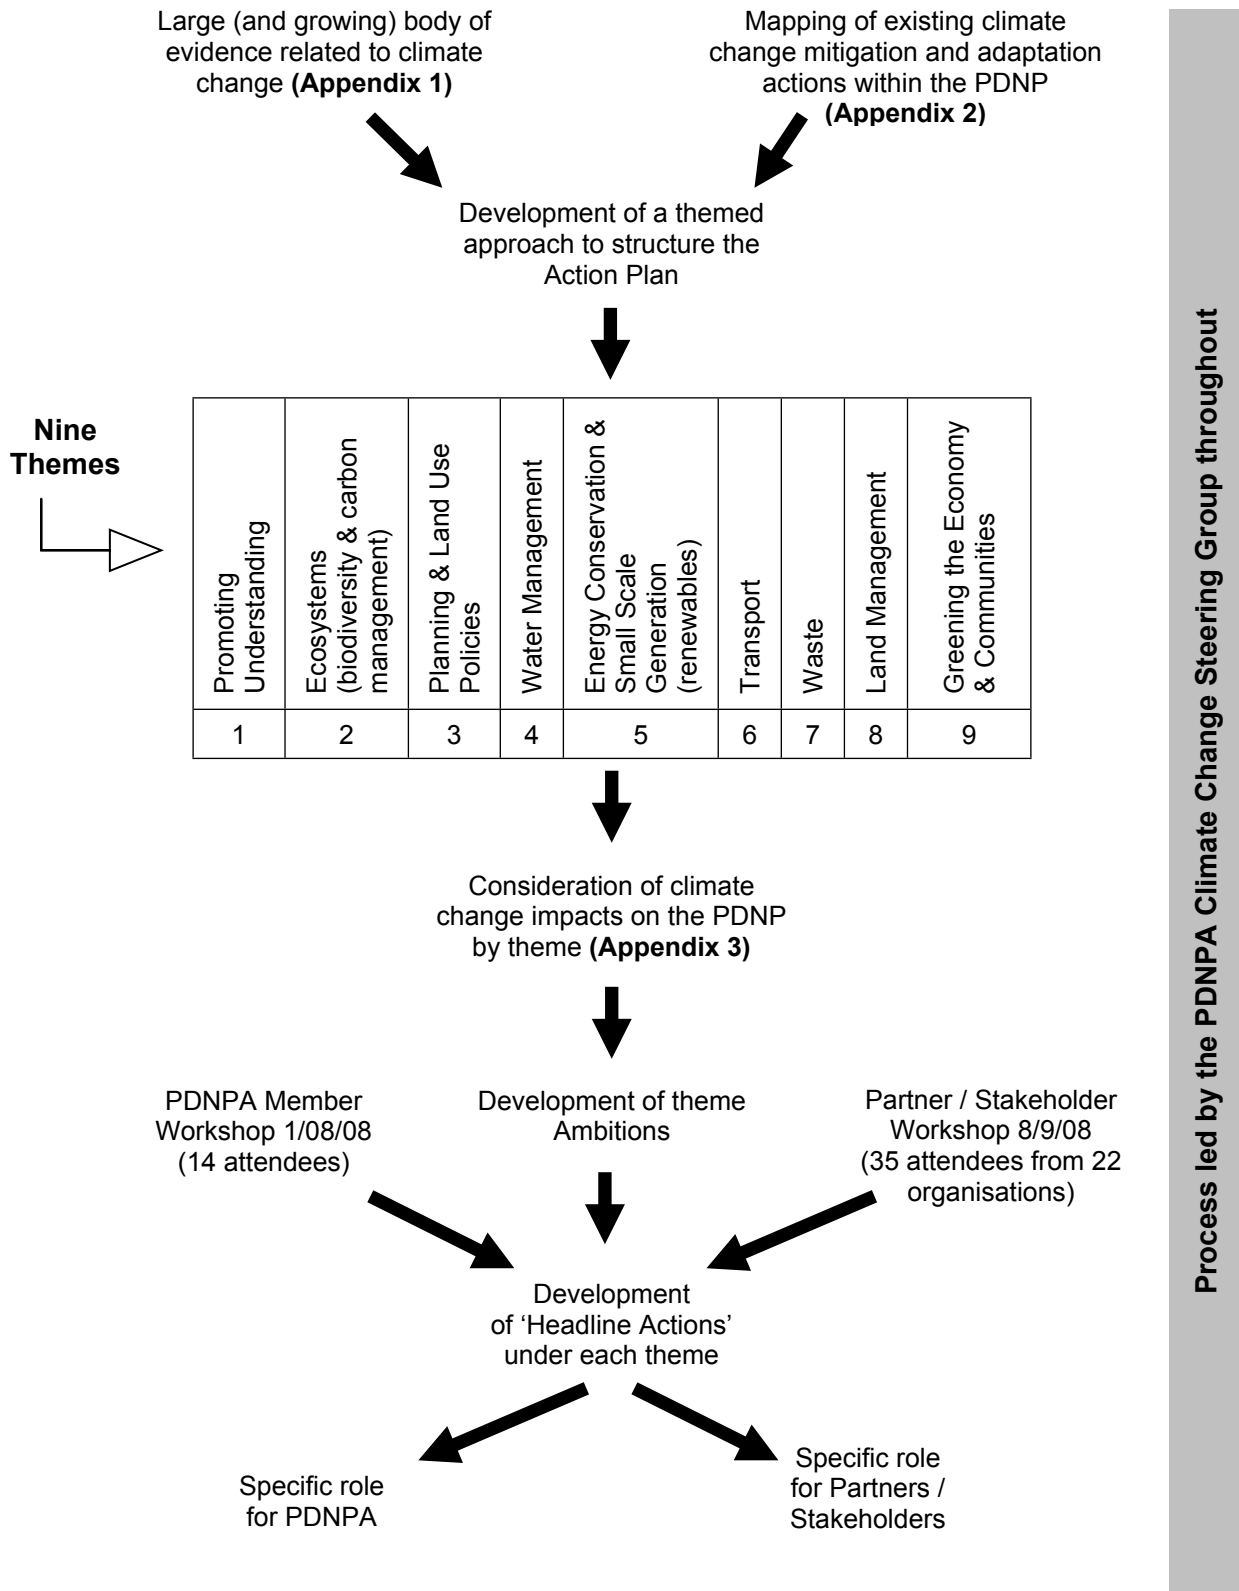 Large (and growing) body of
evidence related to climate
change (Appendix 1)
Mapping of existing climate
change mitigation and adaptation
actions within the PDNP
(Appendix 2)
Development of a themed
approach to structure the
Action Plan
Nine
Themes
Promoting
Understanding
Ecosystems
(biodiversity & carbon
management)
Planning & Land Use
Policies
Water Management
Energy Conservation &
Small Scale
Generation
(renewables)
Transport
Waste
Land Management
Greening the Economy
& Communities
1 2 3 4 5 6 7 8 9
Consideration of climate
change impacts on the PDNP
by theme (Appendix 3)
PDNPA Member
Workshop 1/08/08
(14 attendees)
Development of theme
Ambitions
Partner / Stakeholder
Workshop 8/9/08
(35 attendees from 22
organisations)
Development
of ‘Headline Actions’
under each theme
Specific role
for PDNPA
Specific role
for Partners /
Stakeholders
Process led by the PDNPA Climate Change Steering Group throughout